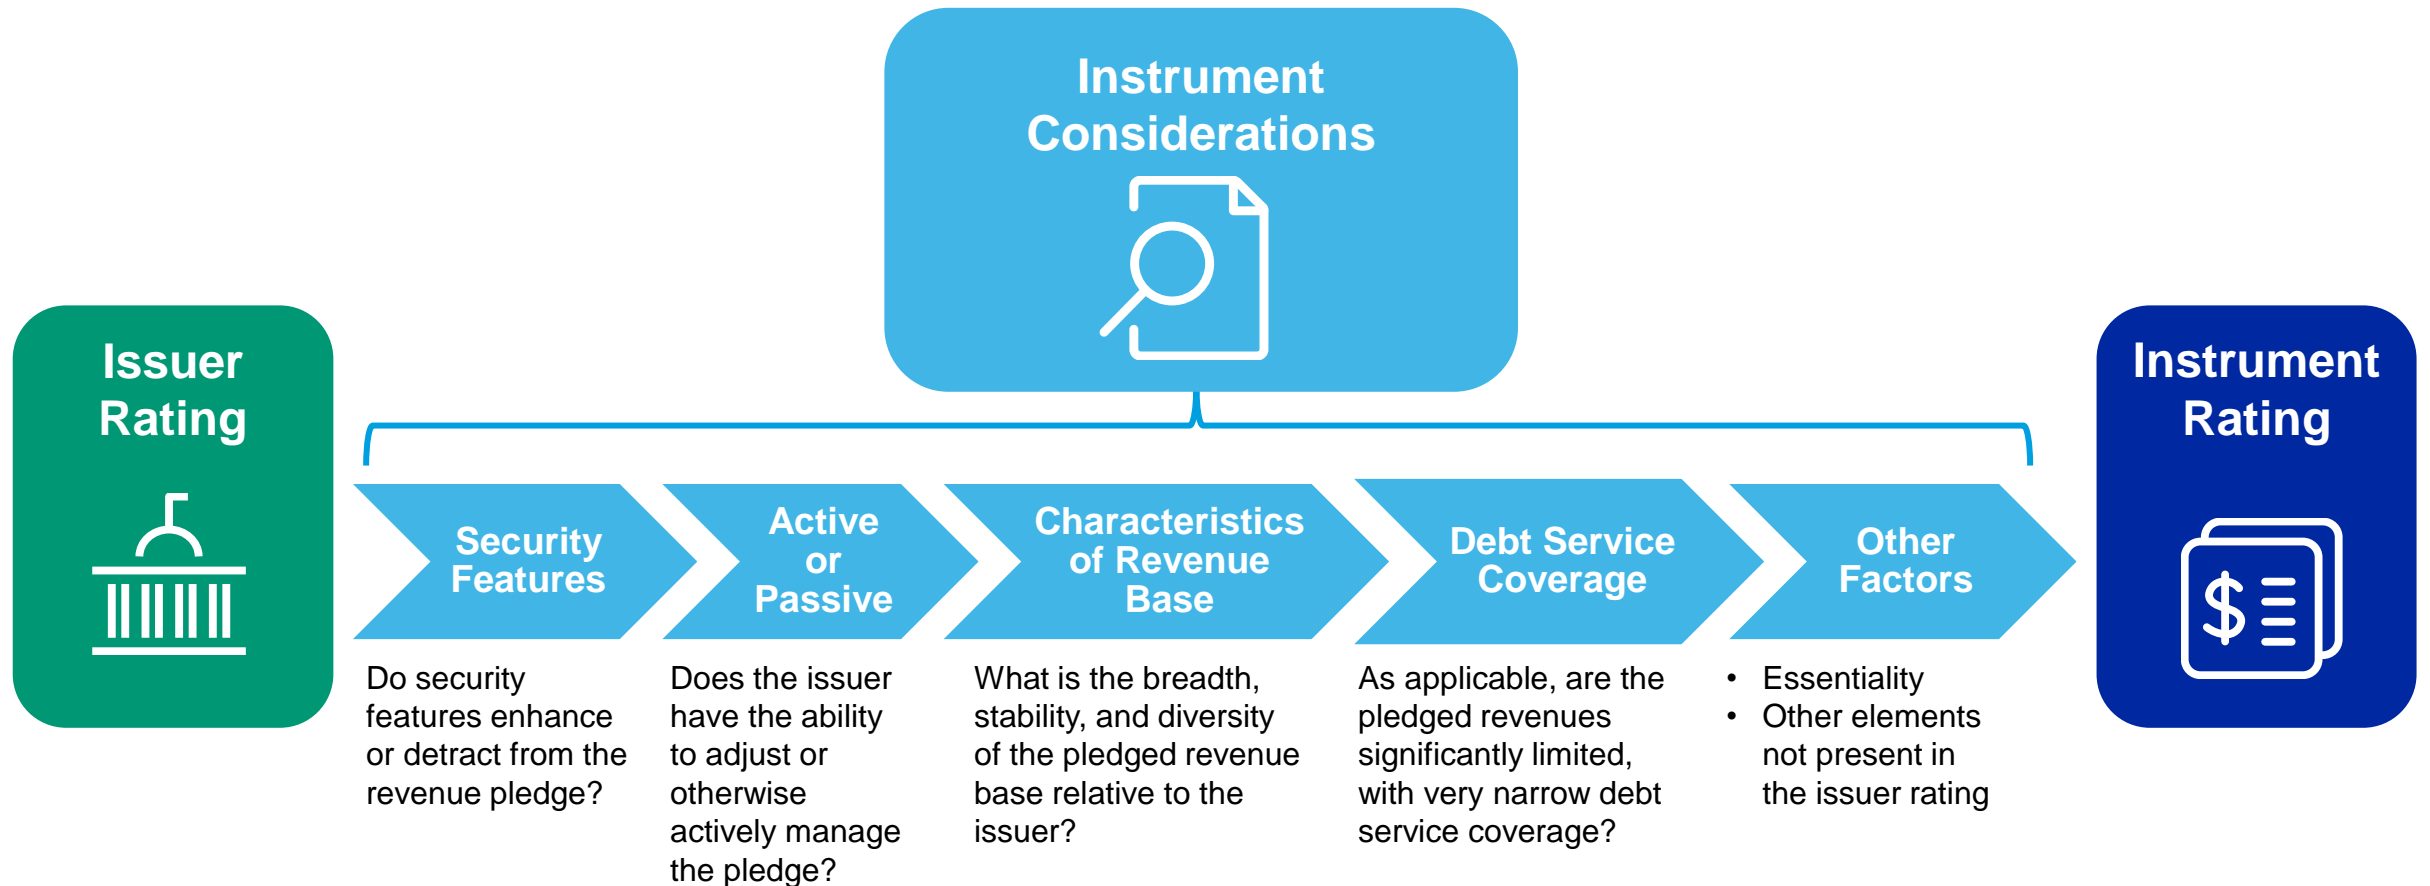 Instrument
Considerations
Issuer
Rating
Instrument
Rating
Security
Features
Active
or
Passive
Characteristics
of Revenue
Base
Debt Service
Coverage
Other
Factors
Do security
features enhance
or detract from the
revenue pledge?
Does the issuer
have the ability
to adjust or
otherwise
actively manage
the pledge?
What is the breadth,
stability, and diversity
of the pledged revenue
base relative to the
issuer?
As applicable, are the
pledged revenues
significantly limited,
with very narrow debt
service coverage?
• Essentiality
• Other elements
not present in
the issuer rating
$